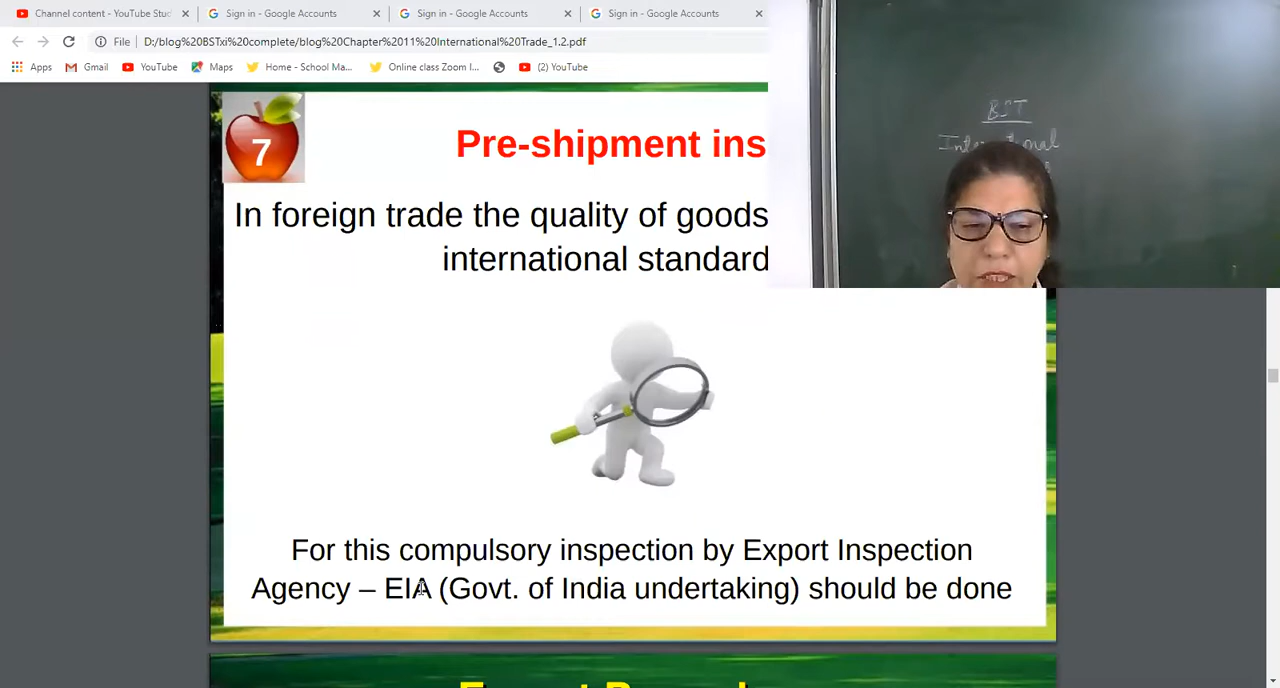 Channel content - YouTube Stud
Sign in - Google Accounts
Sign in - Google Accounts
Sign in - Google Accounts
File
D:/blog%20BSTxi%20complete/blog%20Chapter%2011%20International%20Trade_1.2.pdf
Apps
Gmail
YouTube
Maps
Home - School Ma...
Online class Zoom l...
(2) YouTube
BST
7
Pre-shipment ins
In foreign trade the quality of goods
international standard
For this compulsory inspection by Export Inspection
Agency – EIA (Govt. of India undertaking) should be done